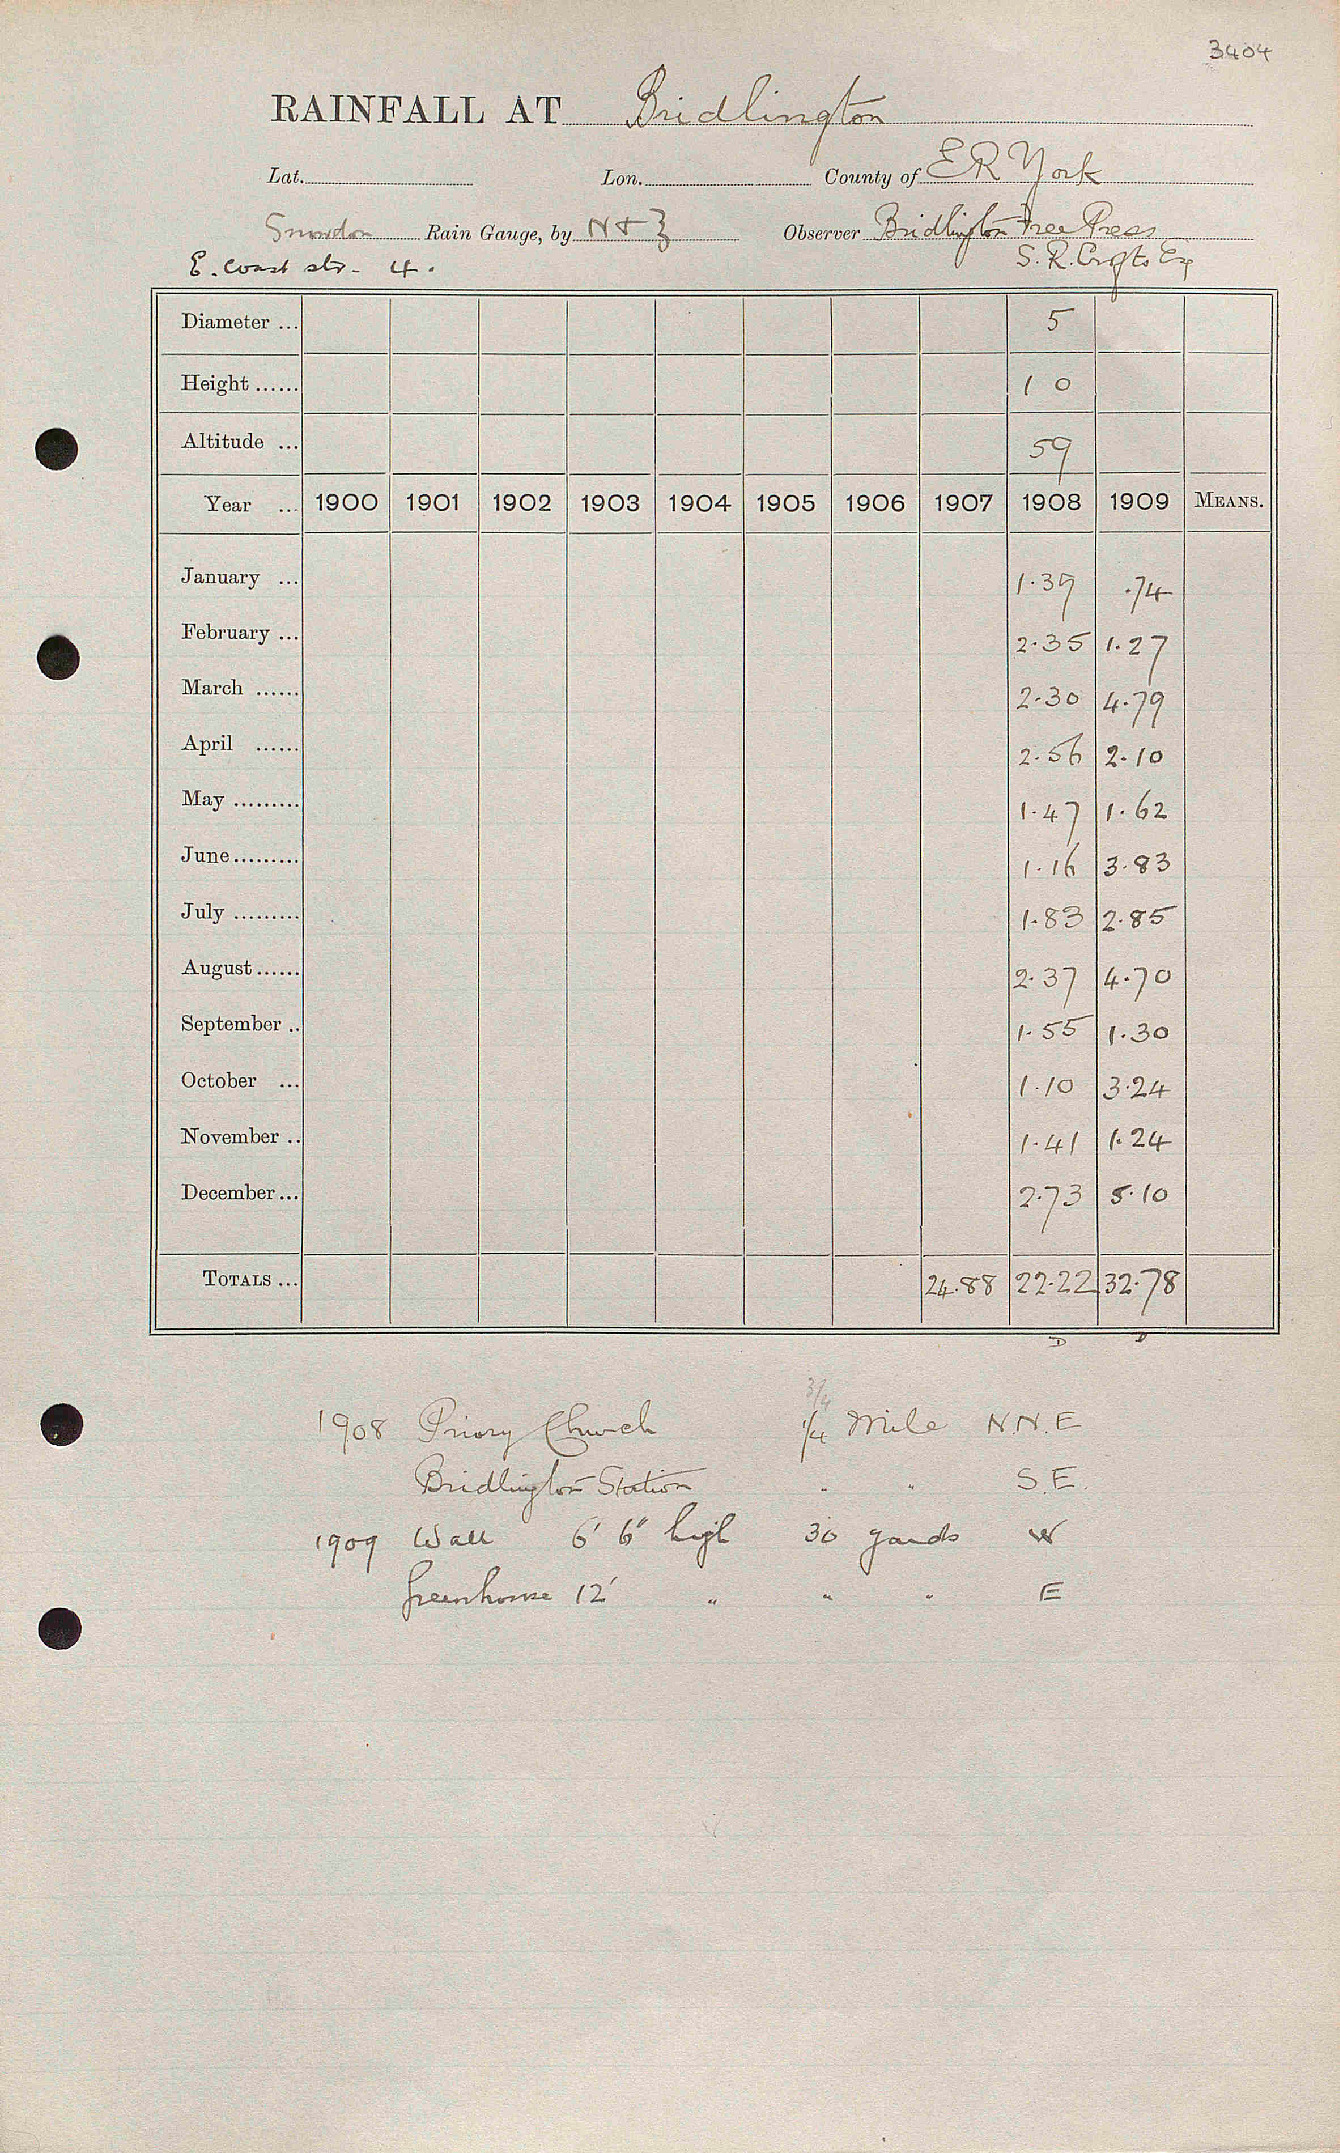 3404
RAINFALL AT Bridlington
Lat. Lon. County of E R York
Snowdon Rain Gauge, by N & Z Observer Bridlington Free Press
E. Coast str. 4. S. R. Crofts Esq
Diameter ... 5
Height ...... 1 0
Altitude ... 59
Year ... 1900 1901 1902 1903 1904 1905 1906 1907 1908 1909 MEANS.
January ... 1.39 .74
February ... 2.35 1.27
March ...... 2.30 4.79
April ...... 2.56 2.10
May ......... 1.47 1.62
June......... 1.16 3.83
July ......... 1.83 2.85
August...... 2.37 4.70
September .. 1.55 1.30
October ... 1.10 3.24
November .. 1.41 1.24
December... 2.73 5.10
TOTALS ... 24.88 22.22 32.78
D D
3/4
1908 Priory Church 1/4 Mile N.N.E
Bridlington Station " " S.E.
1909 Wall 6' 6" high 30 yards W
Greenhouse 12' " " " E